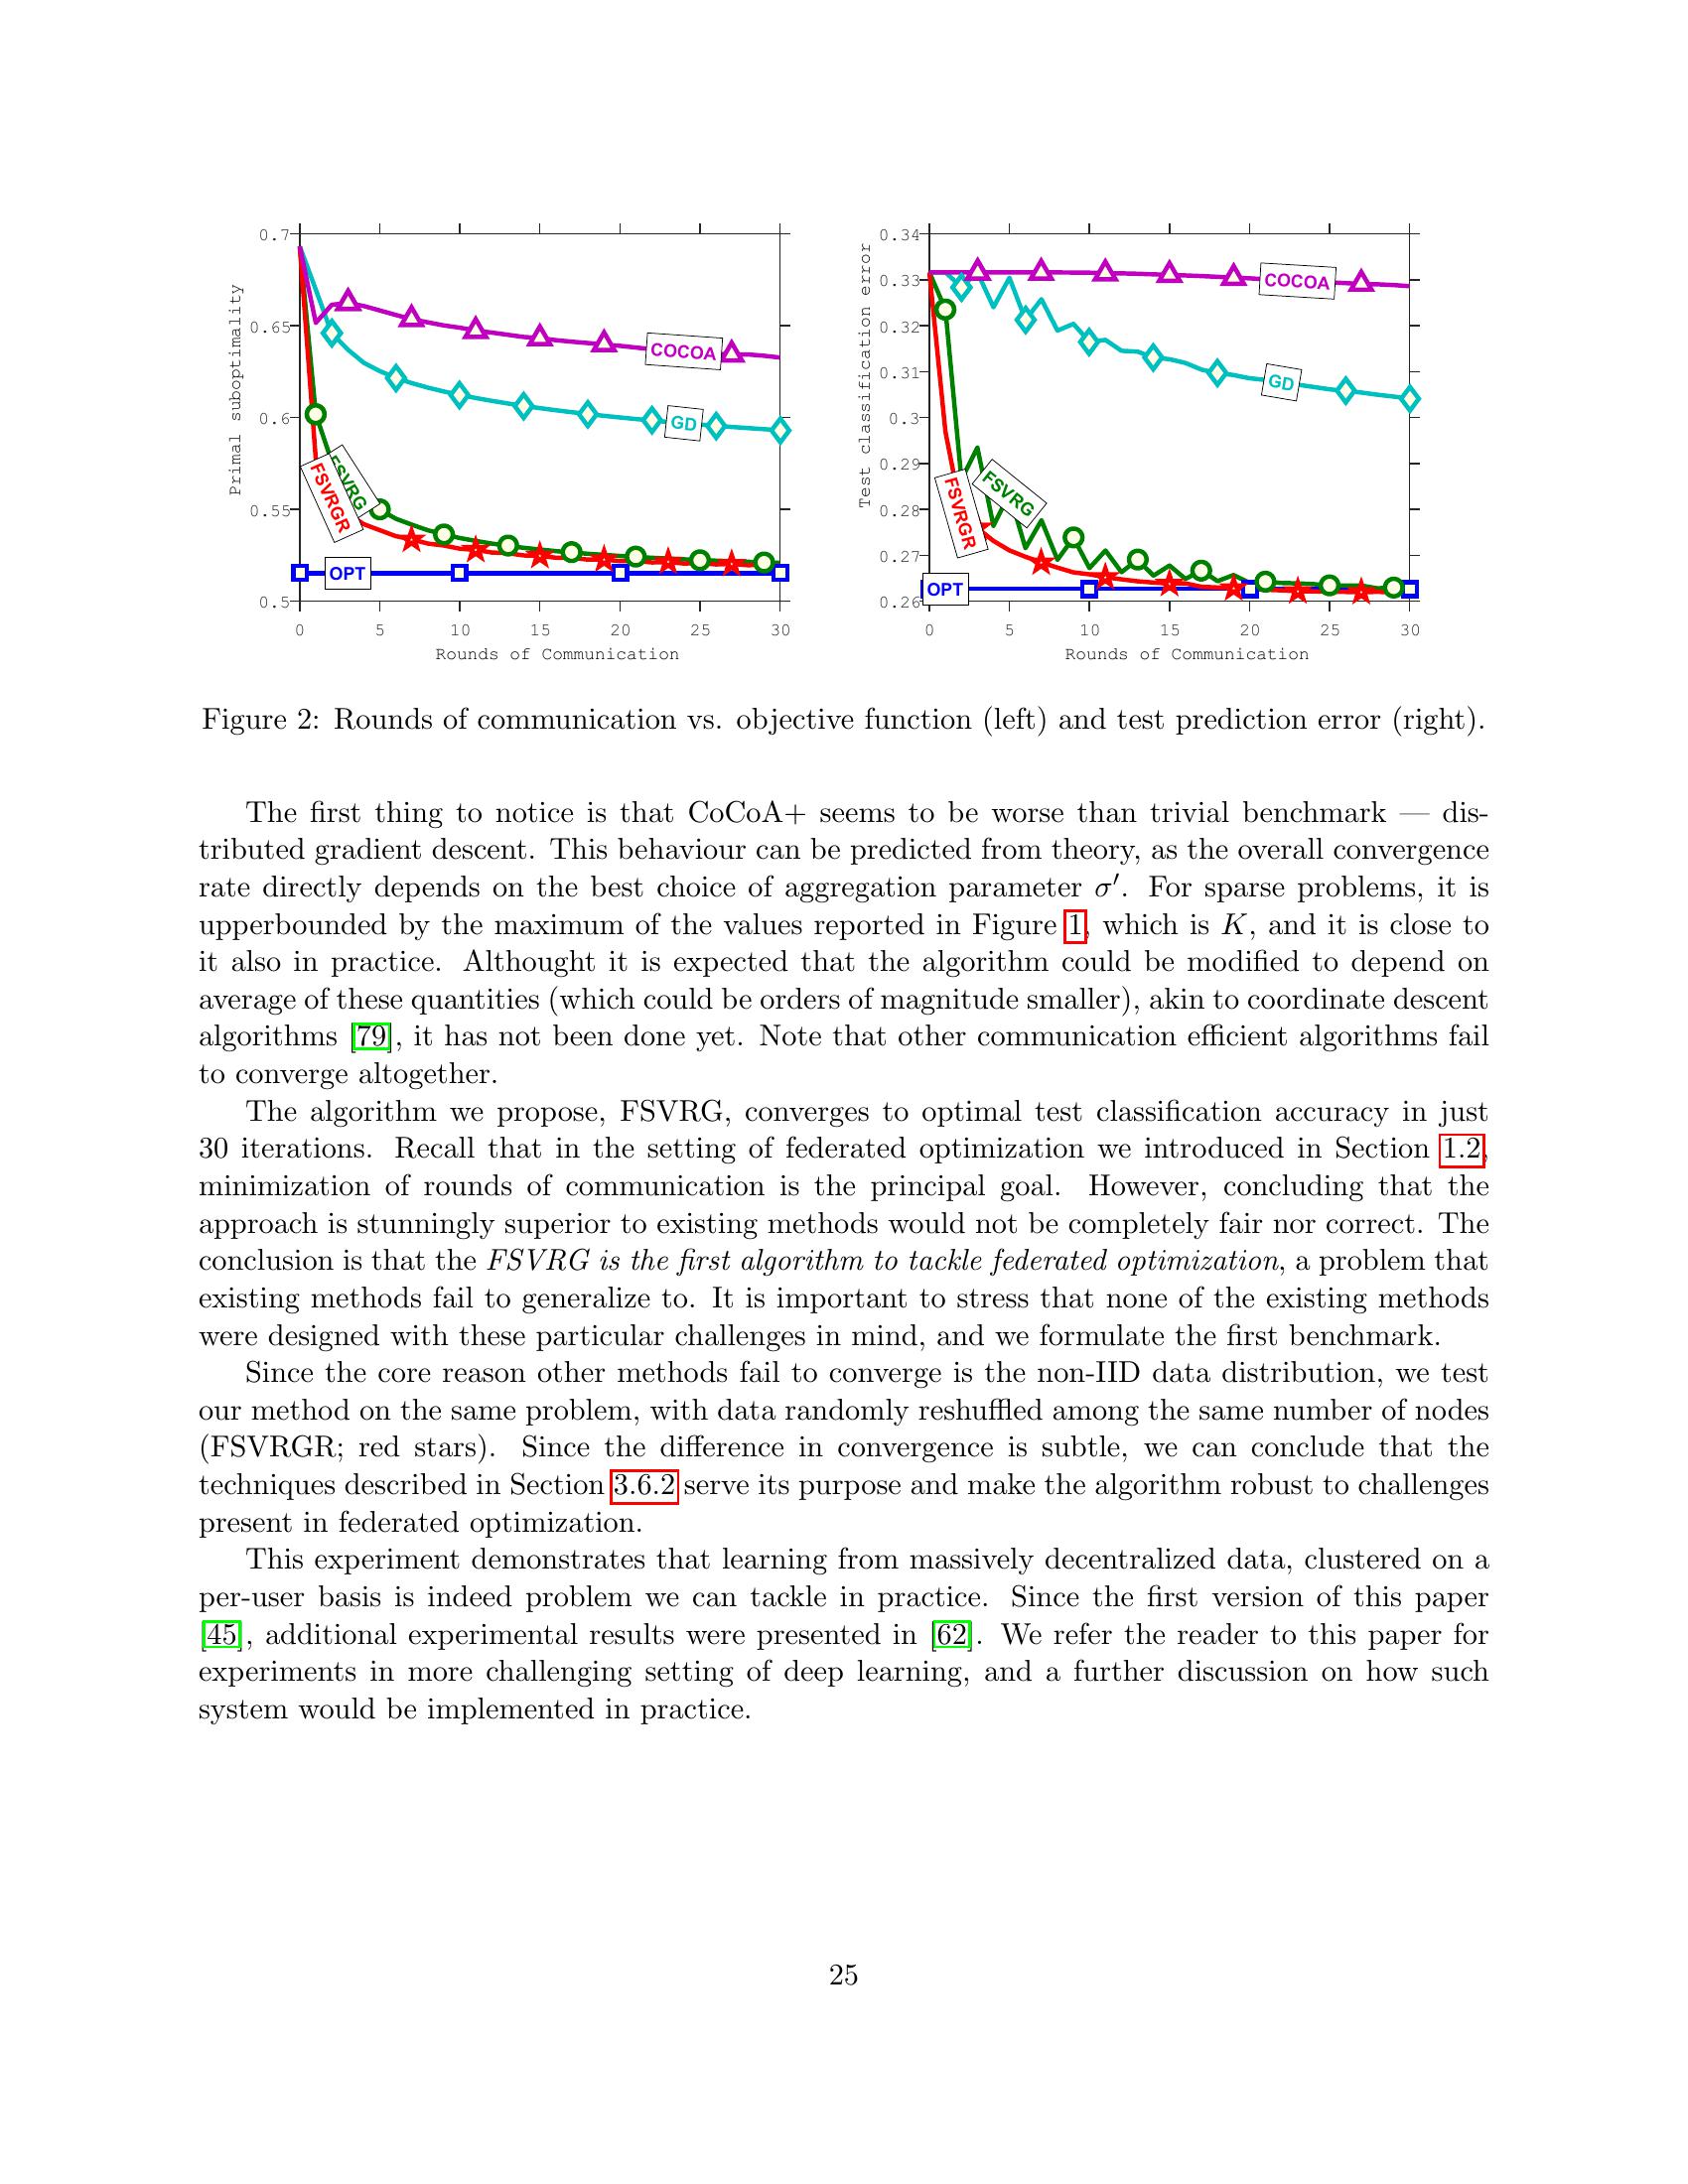 0.7
0.65
0.6
0.55
0.5
Primal suboptimality
COCOA
GD
FSVRG
FSVRGR
OPT
0 5 10 15 20 25 30
Rounds of Communication
0.34
0.33
0.32
0.31
0.3
0.29
0.28
0.27
0.26
Test classification error
COCOA
GD
FSVRG
FSVRGR
OPT
0 5 10 15 20 25 30
Rounds of Communication
Figure 2: Rounds of communication vs. objective function (left) and test prediction error (right).
The first thing to notice is that CoCoA+ seems to be worse than trivial benchmark — dis-
tributed gradient descent. This behaviour can be predicted from theory, as the overall convergence
rate directly depends on the best choice of aggregation parameter σ′. For sparse problems, it is
upperbounded by the maximum of the values reported in Figure 1, which is K, and it is close to
it also in practice. Althought it is expected that the algorithm could be modified to depend on
average of these quantities (which could be orders of magnitude smaller), akin to coordinate descent
algorithms [79], it has not been done yet. Note that other communication efficient algorithms fail
to converge altogether.
The algorithm we propose, FSVRG, converges to optimal test classification accuracy in just
30 iterations. Recall that in the setting of federated optimization we introduced in Section 1.2,
minimization of rounds of communication is the principal goal. However, concluding that the
approach is stunningly superior to existing methods would not be completely fair nor correct. The
conclusion is that the FSVRG is the first algorithm to tackle federated optimization, a problem that
existing methods fail to generalize to. It is important to stress that none of the existing methods
were designed with these particular challenges in mind, and we formulate the first benchmark.
Since the core reason other methods fail to converge is the non-IID data distribution, we test
our method on the same problem, with data randomly reshuffled among the same number of nodes
(FSVRGR; red stars). Since the difference in convergence is subtle, we can conclude that the
techniques described in Section 3.6.2 serve its purpose and make the algorithm robust to challenges
present in federated optimization.
This experiment demonstrates that learning from massively decentralized data, clustered on a
per-user basis is indeed problem we can tackle in practice. Since the first version of this paper
[45], additional experimental results were presented in [62]. We refer the reader to this paper for
experiments in more challenging setting of deep learning, and a further discussion on how such
system would be implemented in practice.
25